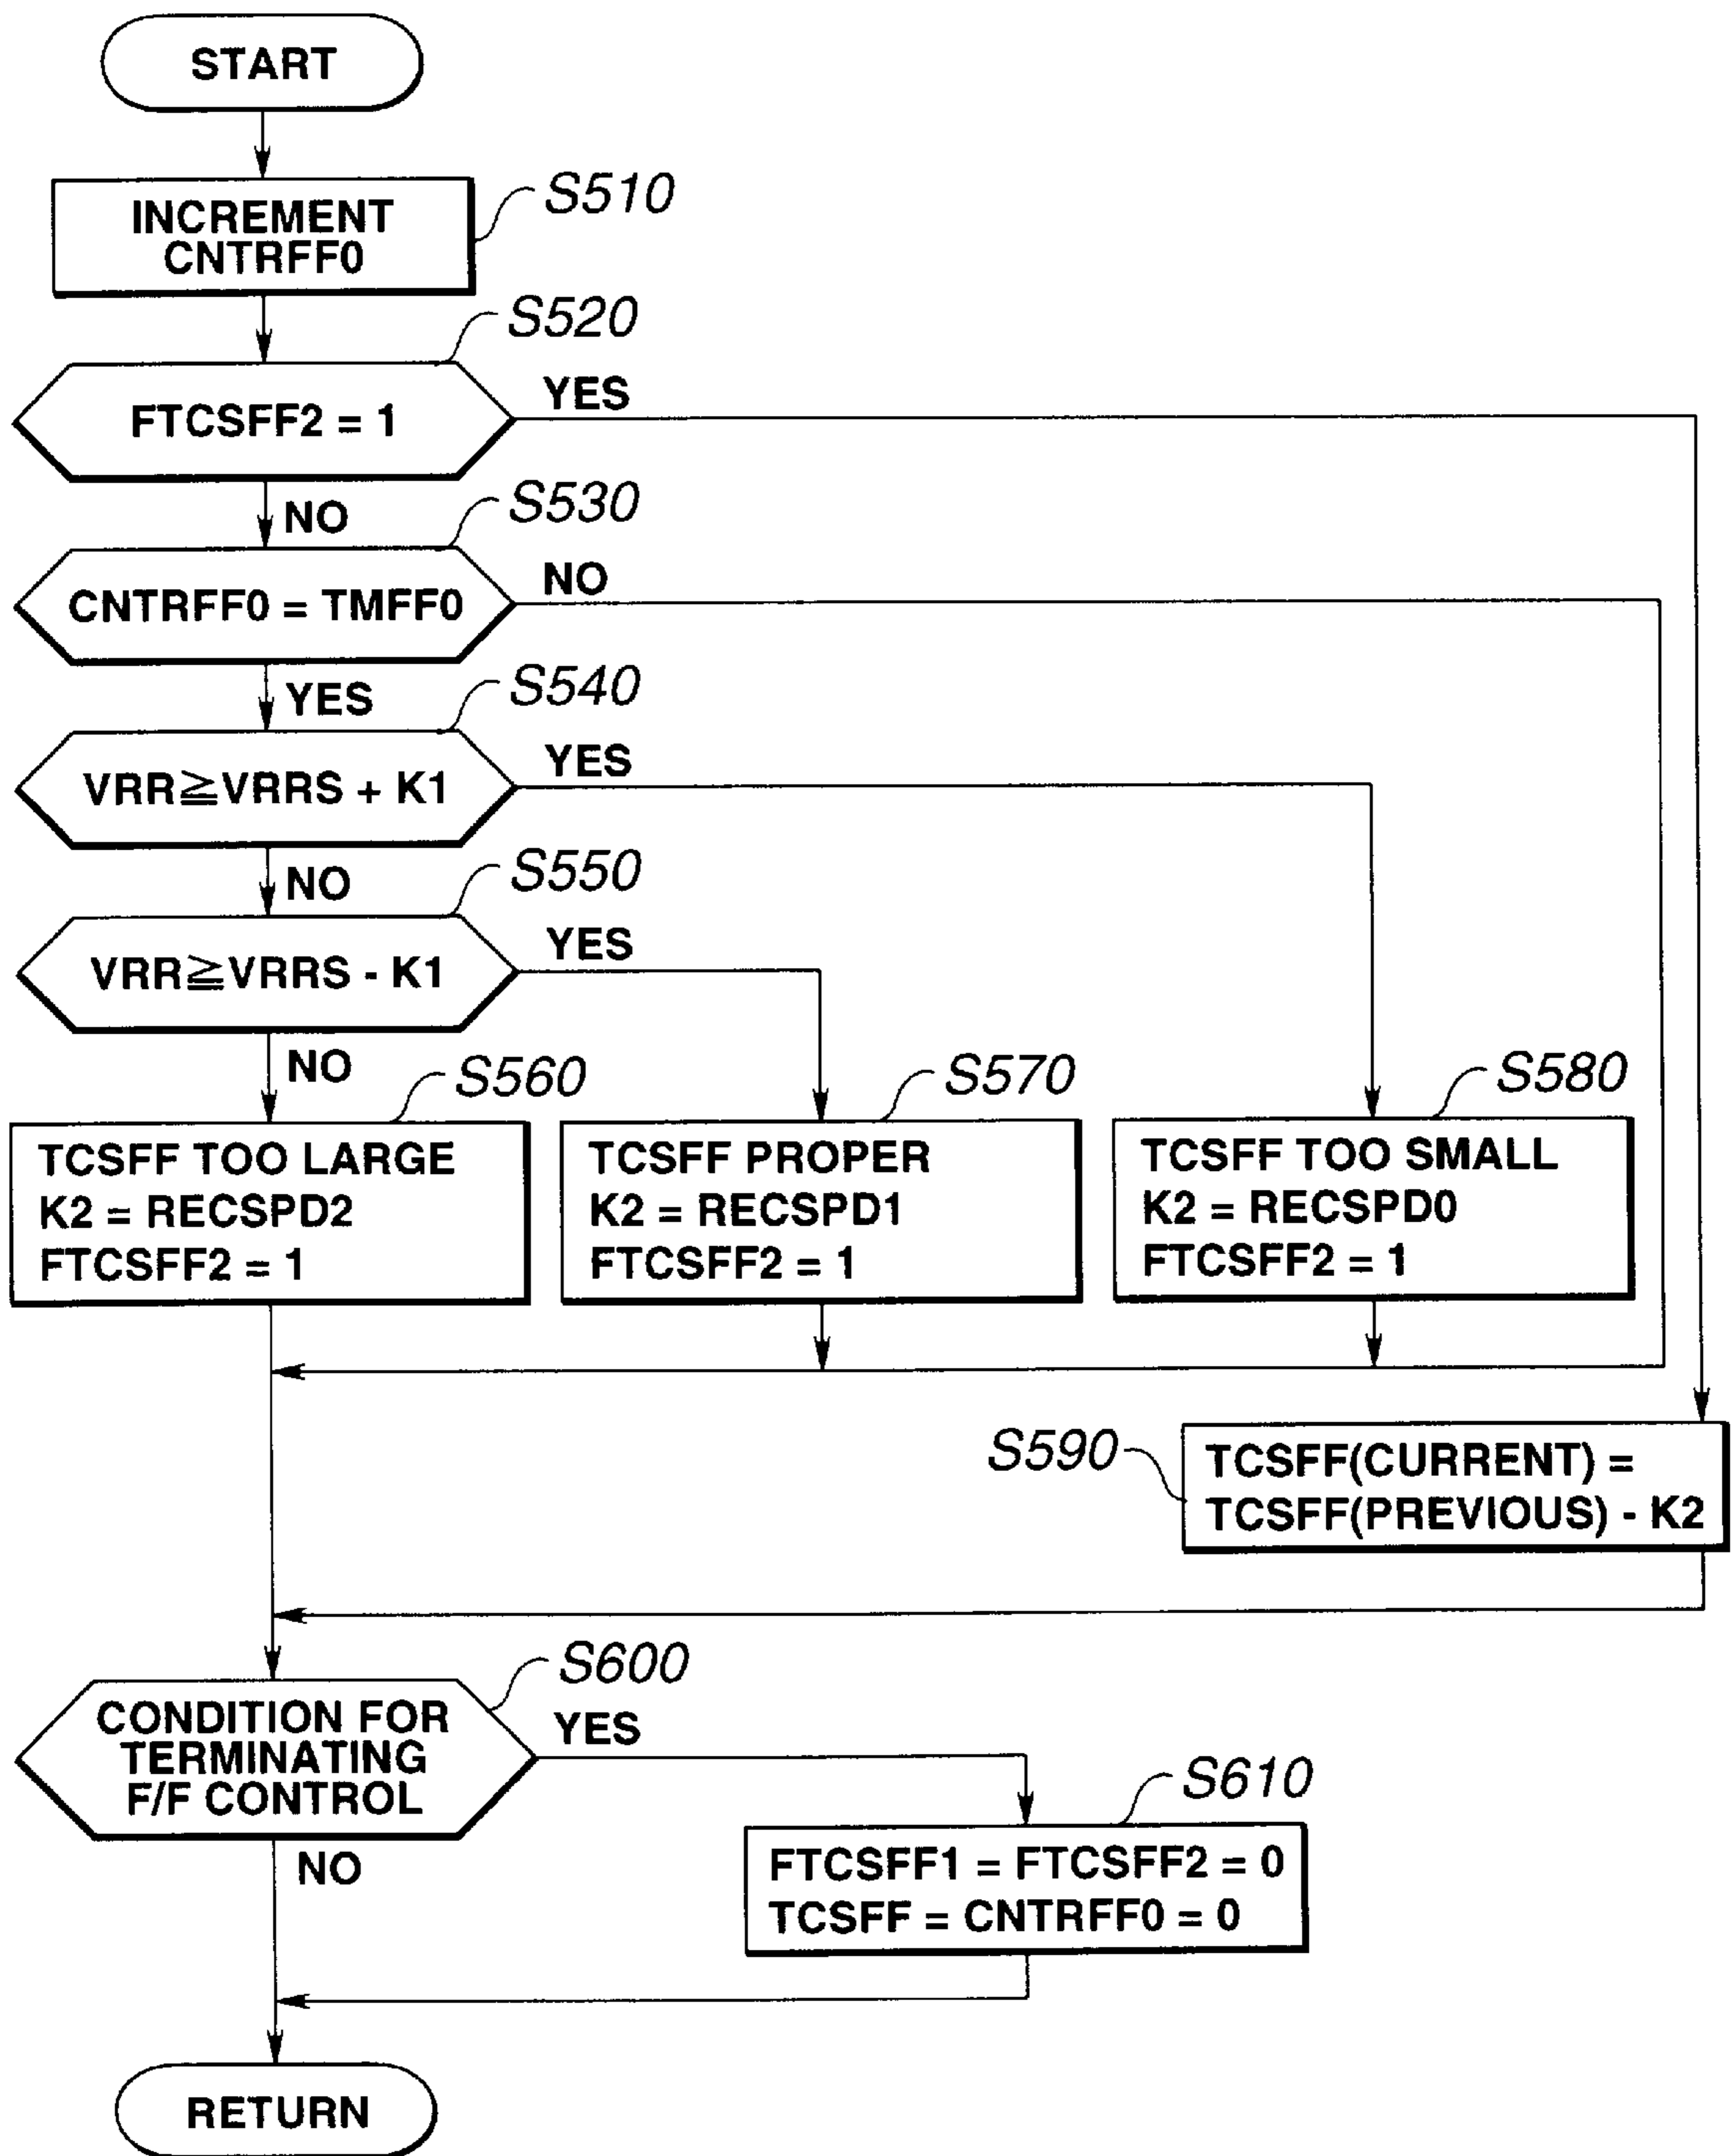 START
S510
INCREMENT
CNTRFF0
S520
FTCSFF2 = 1
YES
NO
S530
CNTRFF0 = TMFF0
NO
YES
S540
VRR≧VRRS + K1
YES
NO
S550
VRR≧VRRS - K1
YES
NO
S560
TCSFF TOO LARGE
K2 = RECSPD2
FTCSFF2 = 1
S570
TCSFF PROPER
K2 = RECSPD1
FTCSFF2 = 1
S580
TCSFF TOO SMALL
K2 = RECSPD0
FTCSFF2 = 1
S590
TCSFF(CURRENT) =
TCSFF(PREVIOUS) - K2
S600
CONDITION FOR
TERMINATING
F/F CONTROL
YES
NO
S610
FTCSFF1 = FTCSFF2 = 0
TCSFF = CNTRFF0 = 0
RETURN